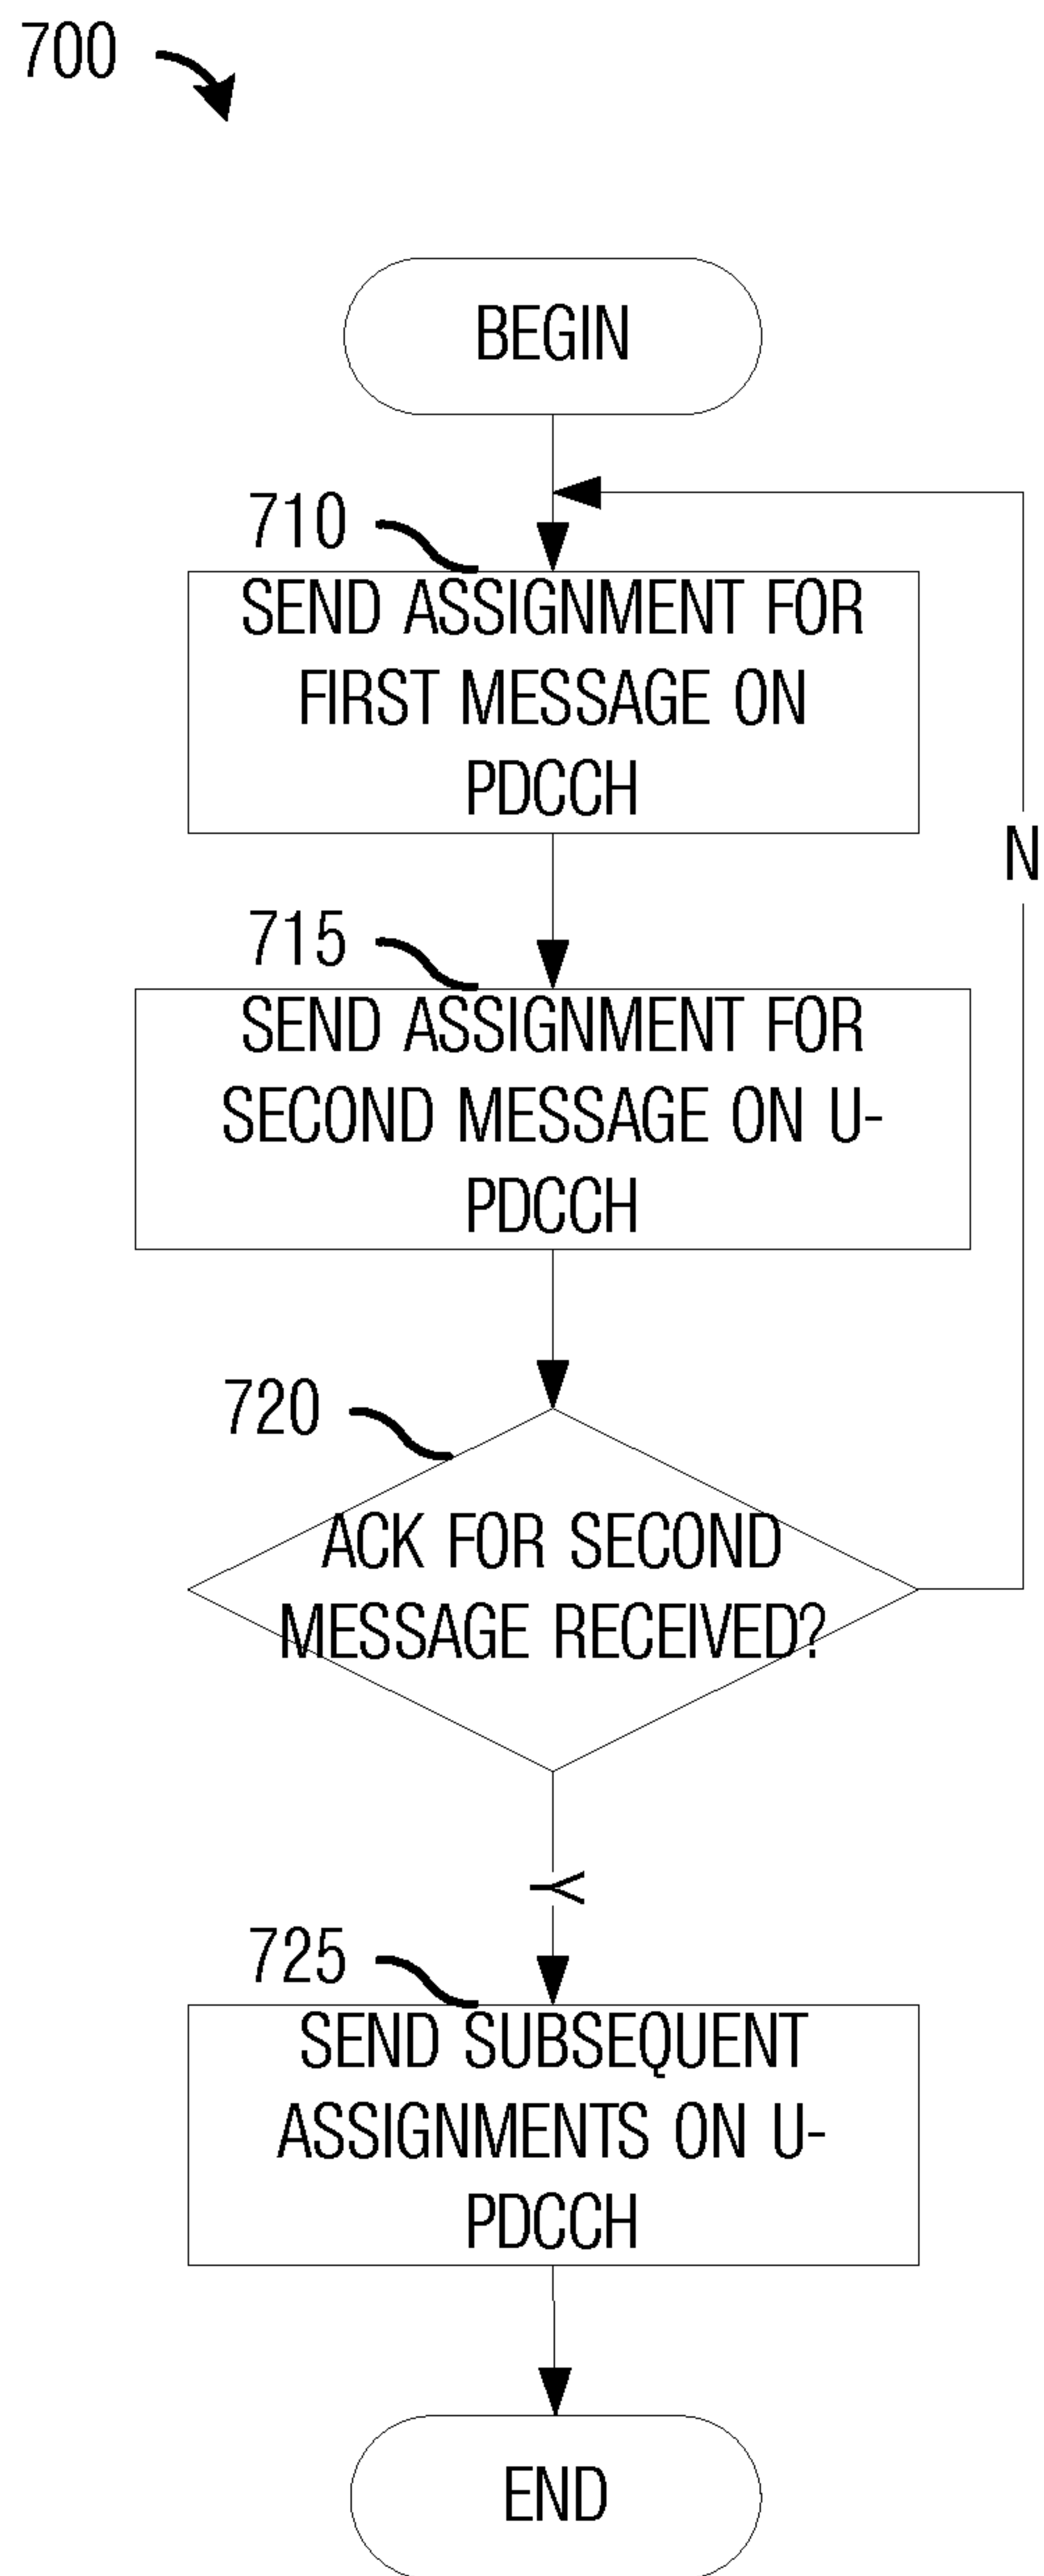 700
BEGIN
710
SEND ASSIGNMENT FOR
FIRST MESSAGE ON
PDCCH
N
715
SEND ASSIGNMENT FOR
SECOND MESSAGE ON U-
PDCCH
720
ACK FOR SECOND
MESSAGE RECEIVED?
Y
725
SEND SUBSEQUENT
ASSIGNMENTS ON U-
PDCCH
END